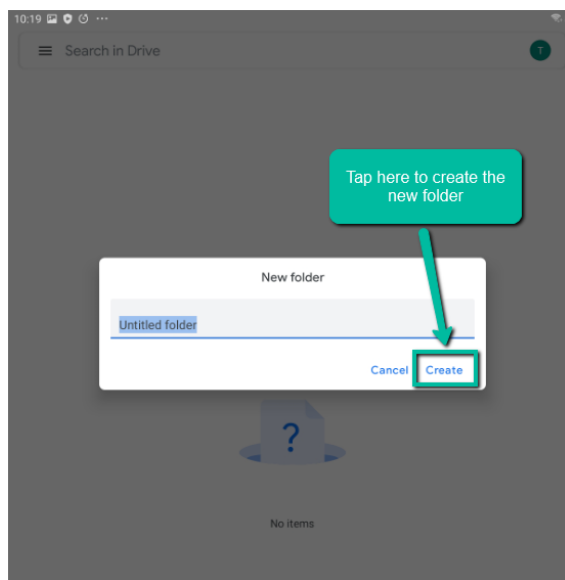 10:19
Search in Drive
T
Tap here to create the
new folder
New folder
Untitled folder
Cancel Create
?
No items